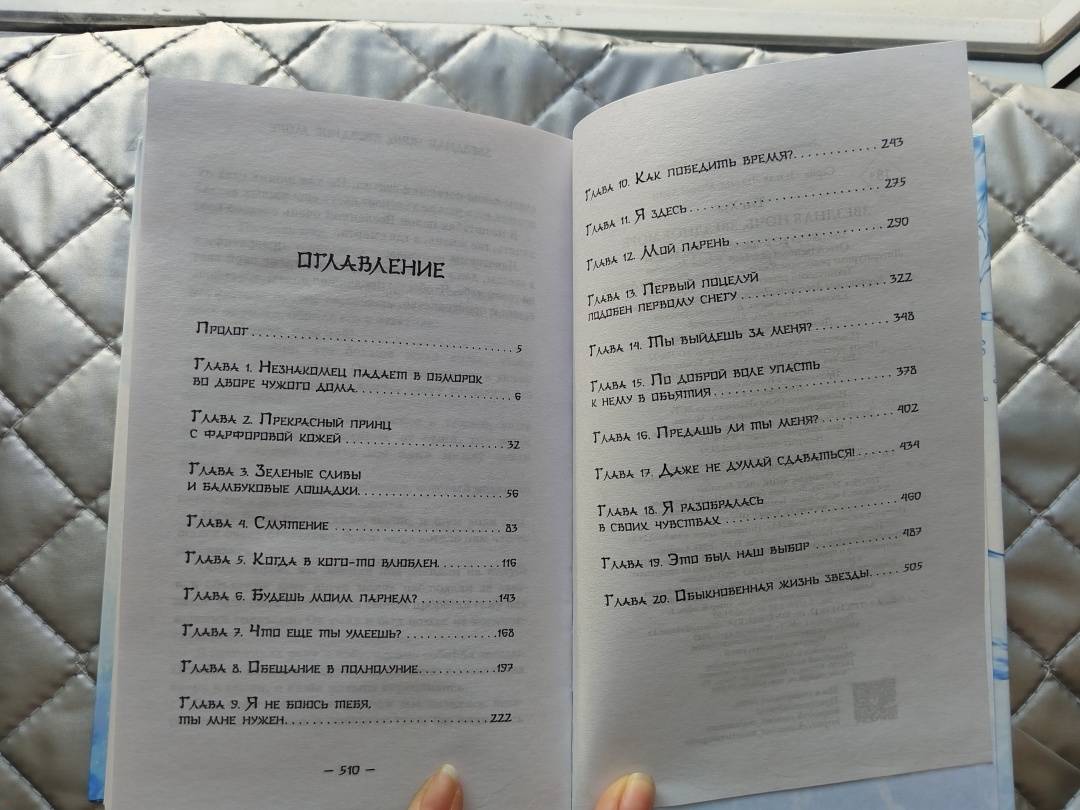 ОГЛАВЛЕНИЕ
Пролог . . . . . . . . . . . . . . . . . . . . . . . . . . . . . . 5
Глава 1. Незнакомец падает в обморок
во дворе чужого дома. . . . . . . . . . . . . . . . . . 6
Глава 2. Прекрасный принц
с фарфоровой кожей . . . . . . . . . . . . . . . . . . 32
Глава 3. Зеленые сливы
и бамбуковые лошадки. . . . . . . . . . . . . . . . . 56
Глава 4. Смятение . . . . . . . . . . . . . . . . . . . . 83
Глава 5. Когда в кого-то влюблен. . . . . . . . . 116
Глава 6. Будешь моим парнем? . . . . . . . . . . 143
Глава 7. Что еще ты умеешь? . . . . . . . . . . . . 168
Глава 8. Обещание в полнолуние. . . . . . . . . . 197
Глава 9. Я не боюсь тебя,
ты мне нужен. . . . . . . . . . . . . . . . . . . . . . . 222
— 510 —
Глава 10. Как победить время?. . . . . . . . . . . 243
Глава 11. Я здесь . . . . . . . . . . . . . . . . . . . . 275
Глава 12. Мой парень . . . . . . . . . . . . . . . . . 290
Глава 13. Первый поцелуй
подобен первому снегу . . . . . . . . . . . . . . . . 322
Глава 14. Ты выйдешь за меня? . . . . . . . . . . 348
Глава 15. По доброй воле упасть
к нему в обьятия . . . . . . . . . . . . . . . . . . . . 378
Глава 16. Предашь ли ты меня? . . . . . . . . . . 402
Глава 17. Даже не думай сдаваться! . . . . . . . 434
Глава 18. Я разобралась
в своих чувствах . . . . . . . . . . . . . . . . . . . . 460
Глава 19. Это был наш выбор . . . . . . . . . . . . 487
Глава 20. Обыкновенная жизнь звезды. . . . . 505